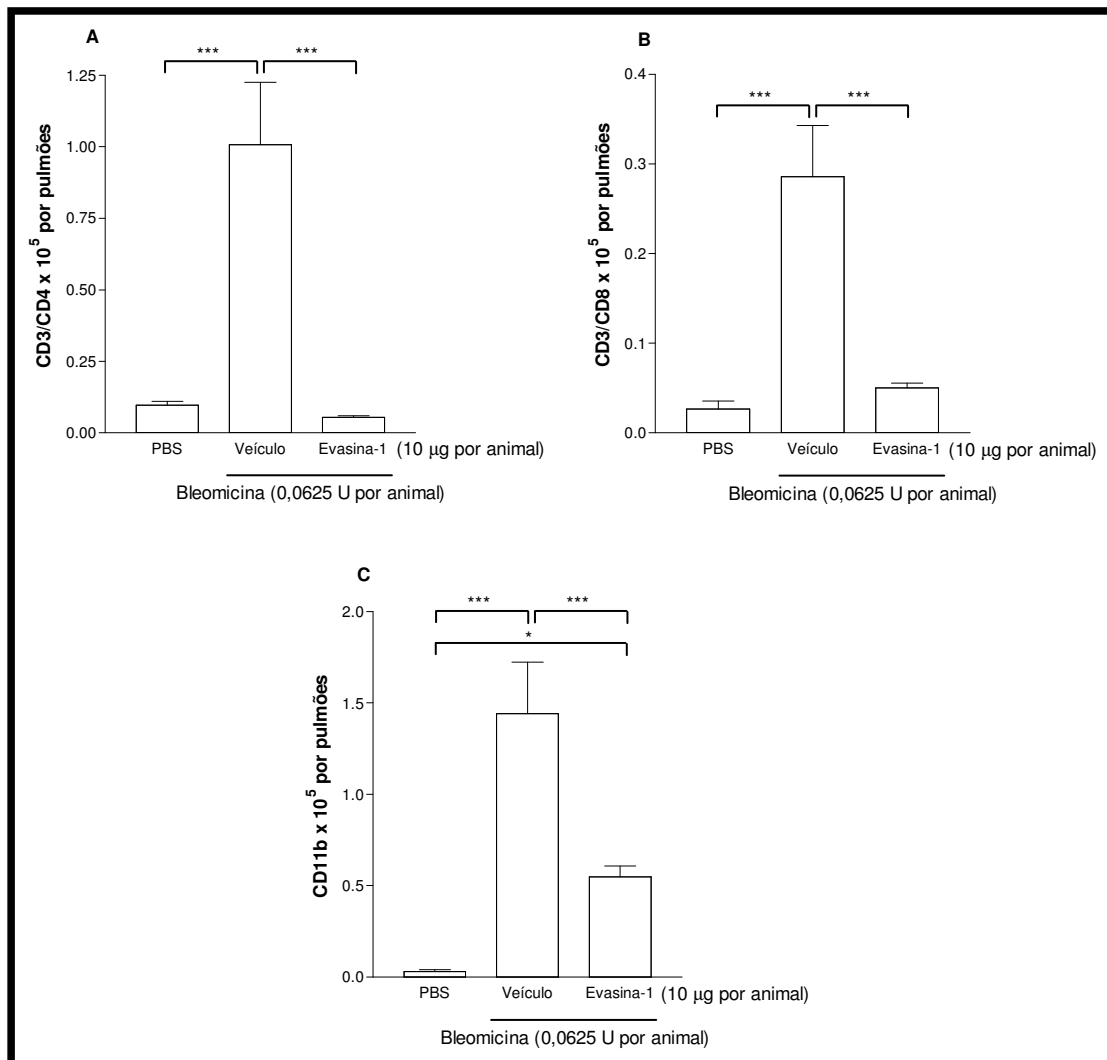 A
*** ***
1.25
1.00
0.75
0.50
0.25
0.00
CD3/CD4 x 10^5 por pulmões
PBS Veículo Evasina-1 (10 µg por animal)
Bleomicina (0,0625 U por animal)
B
*** ***
0.4
0.3
0.2
0.1
0.0
CD3/CD8 x 10^5 por pulmões
PBS Veículo Evasina-1 (10 µg por animal)
Bleomicina (0,0625 U por animal)
C
*** ***
*
2.0
1.5
1.0
0.5
0.0
CD11b x 10^5 por pulmões
PBS Veículo Evasina-1 (10 µg por animal)
Bleomicina (0,0625 U por animal)